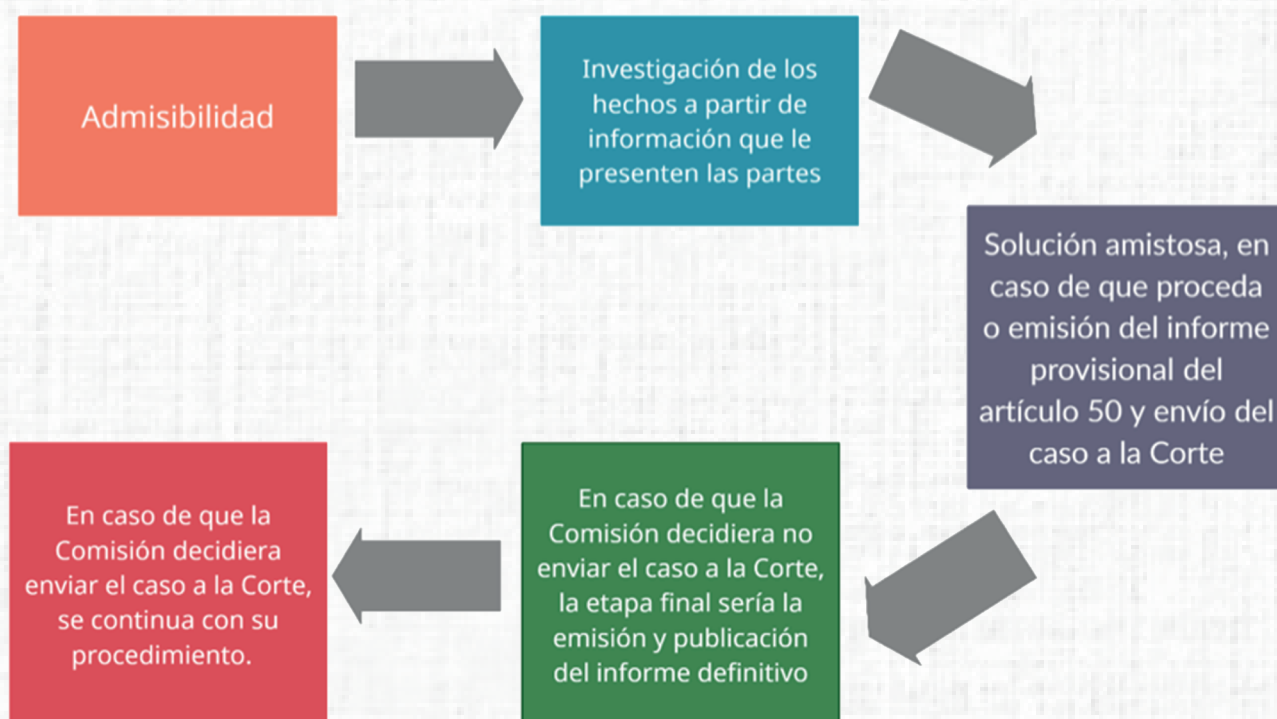 Admisibilidad
Investigación de los
hechos a partir de
información que le
presenten las partes
Solución amistosa, en
caso de que proceda
o emisión del informe
provisional del
artículo 50 y envío del
caso a la Corte
En caso de que la
Comisión decidiera no
enviar el caso a la Corte,
la etapa final sería la
emisión y publicación
del informe definitivo
En caso de que la
Comisión decidiera
enviar el caso a la Corte,
se continua con su
procedimiento.